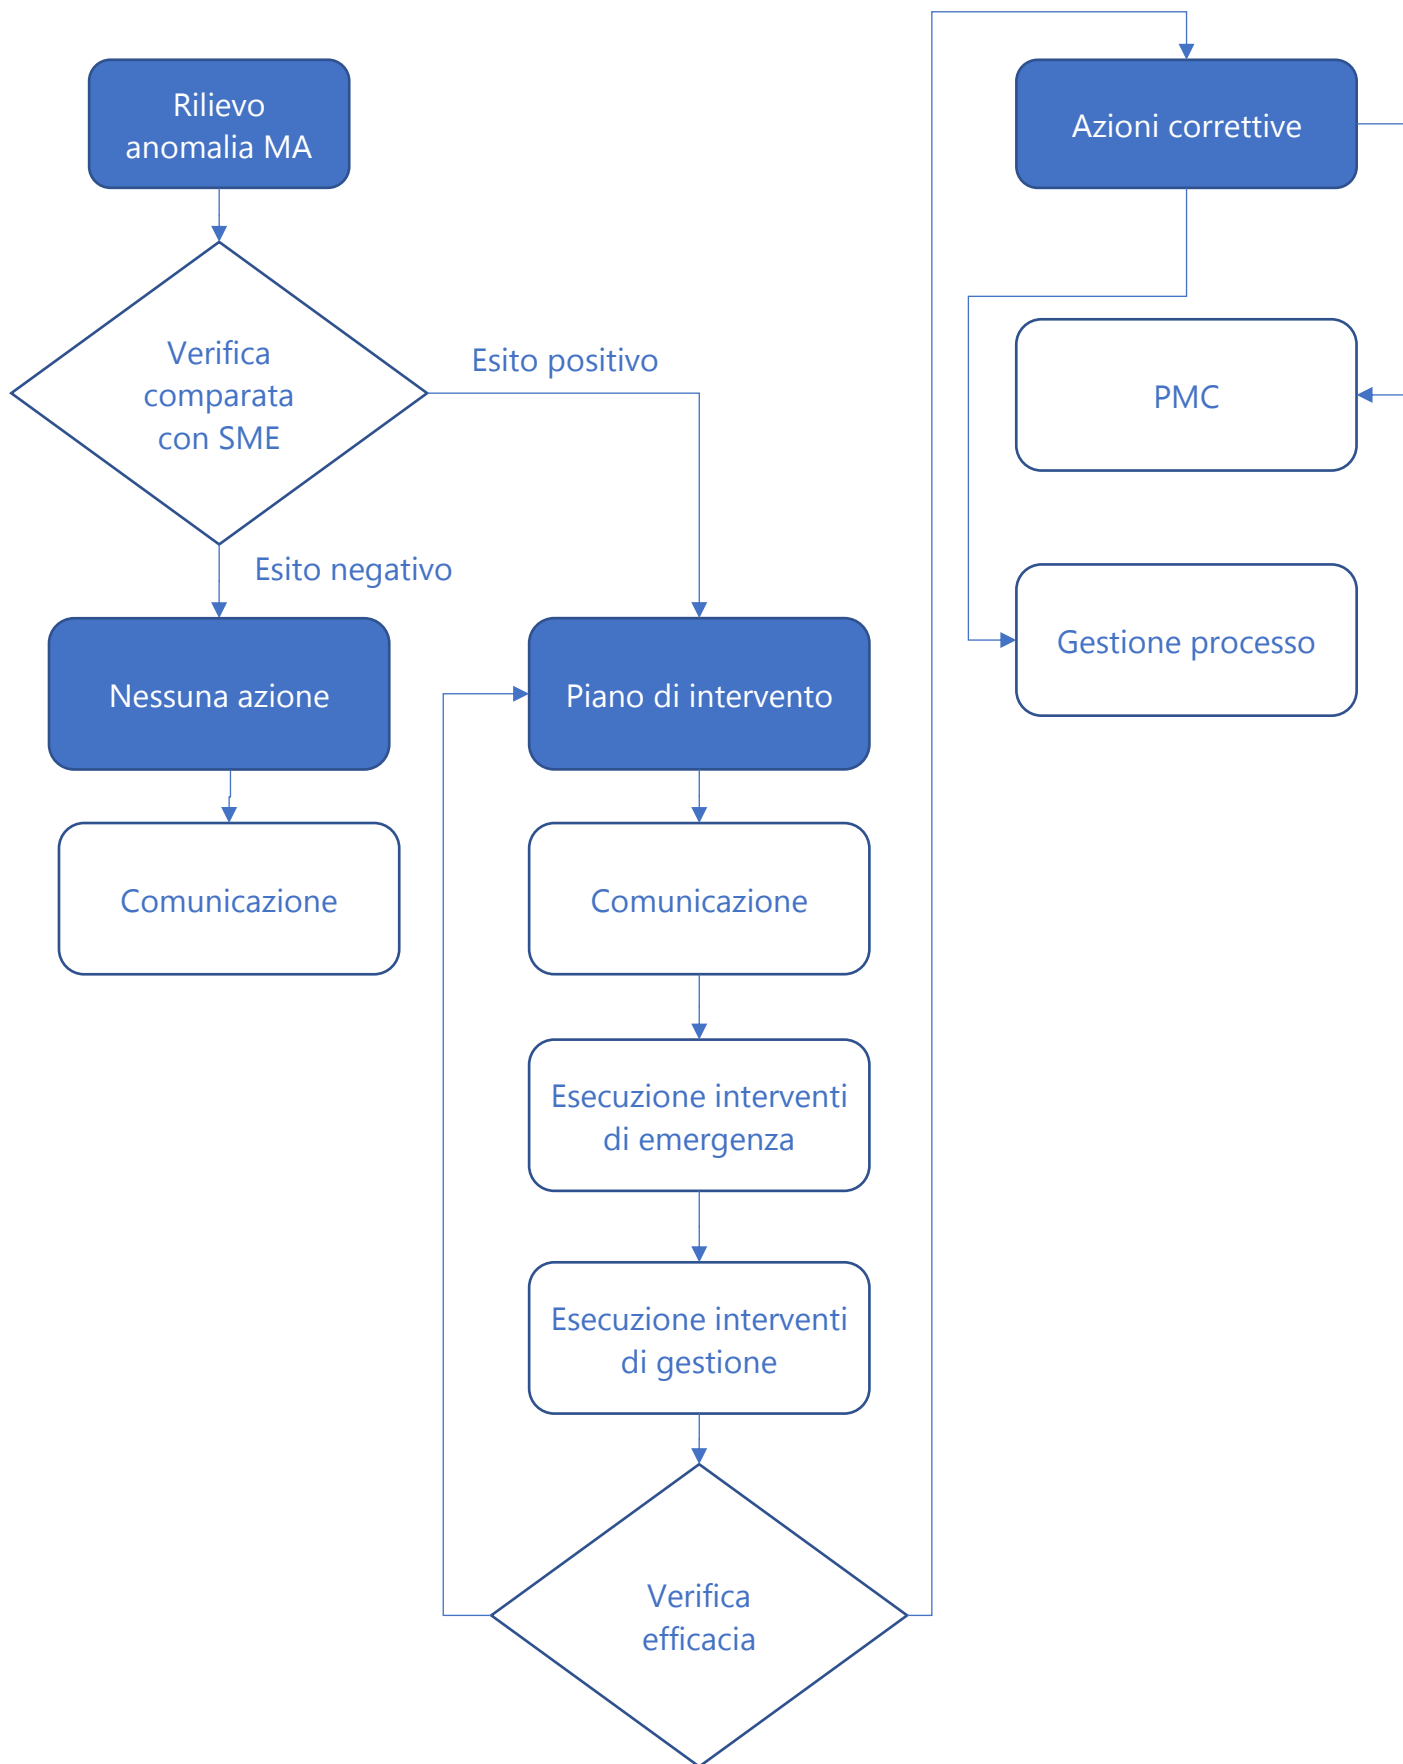 Rilievo
anomalia MA
Verifica
comparata
con SME
Esito positivo
Esito negativo
Nessuna azione
Comunicazione
Piano di intervento
Comunicazione
Esecuzione interventi
di emergenza
Esecuzione interventi
di gestione
Verifica
efficacia
Azioni correttive
PMC
Gestione processo